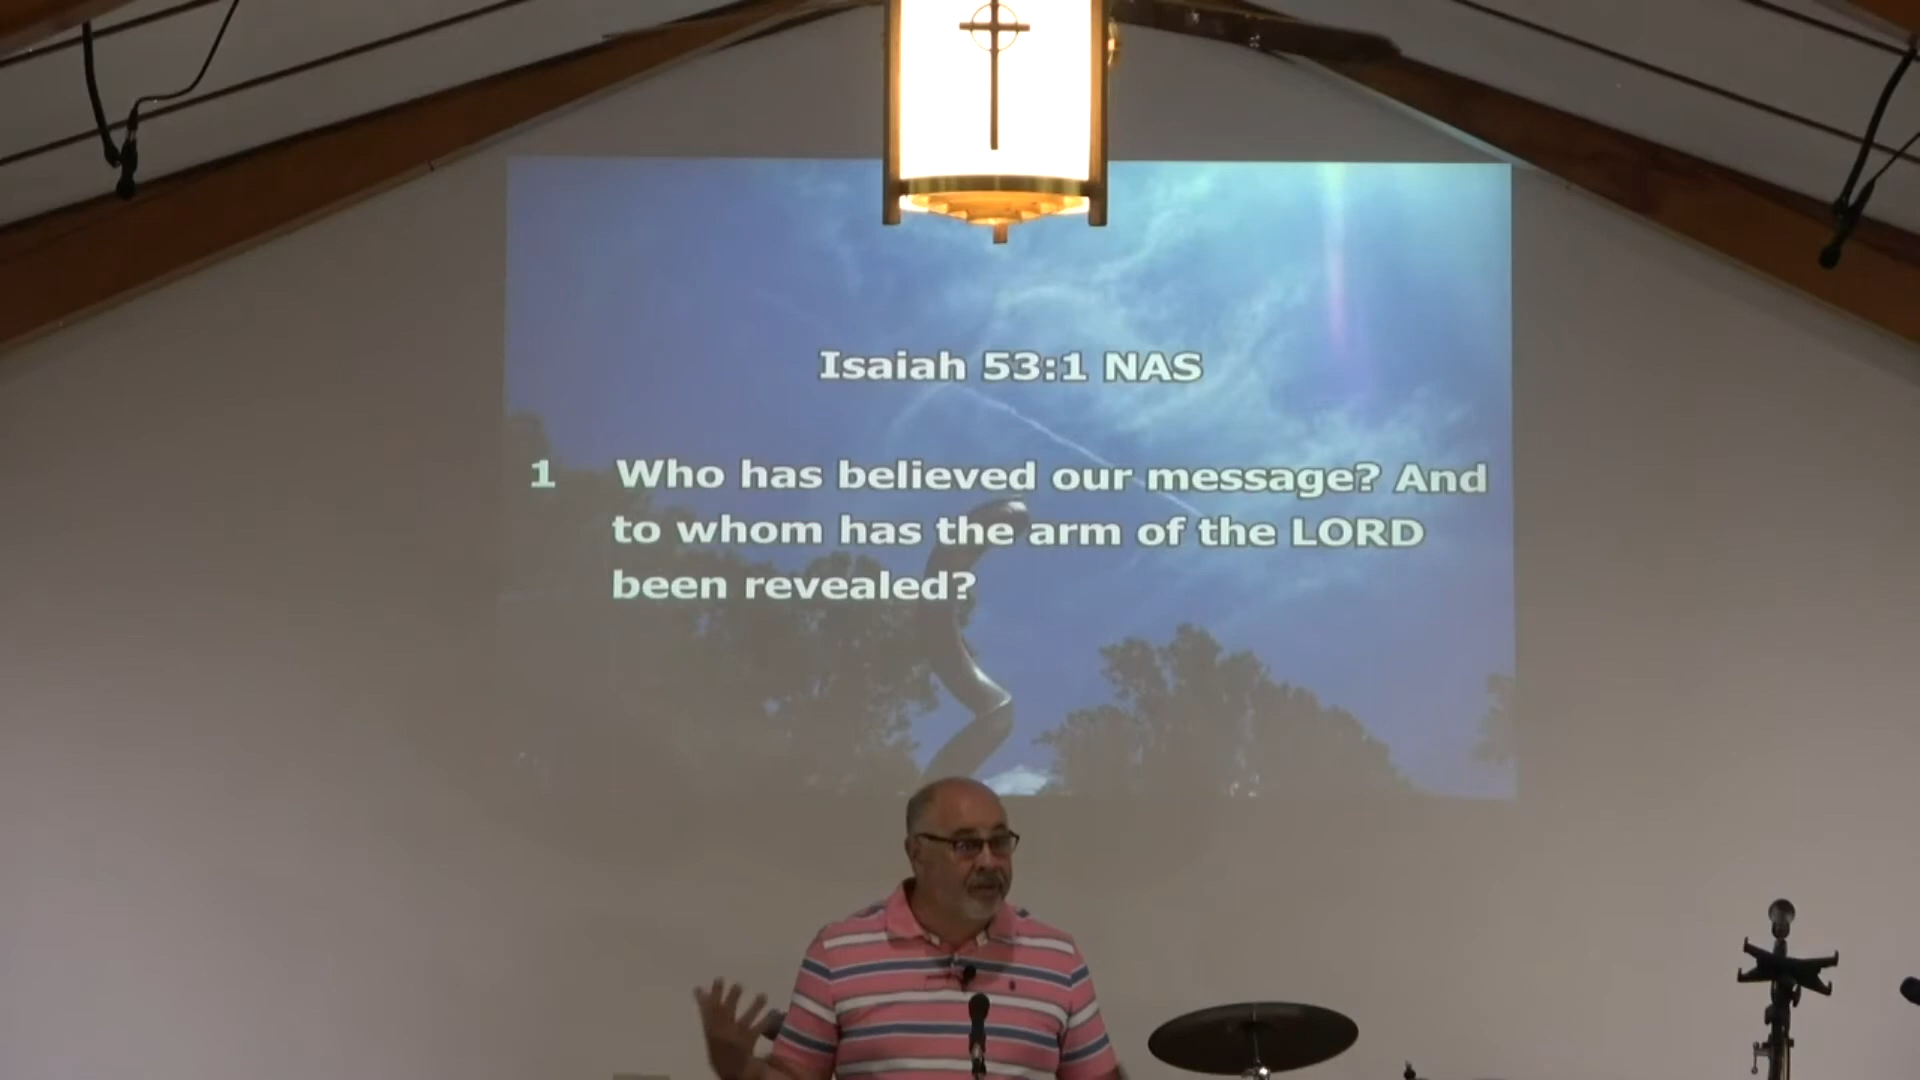 Isaiah 53:1 NAS
1 Who has believed our message? And
to whom has the arm of the LORD
been revealed?